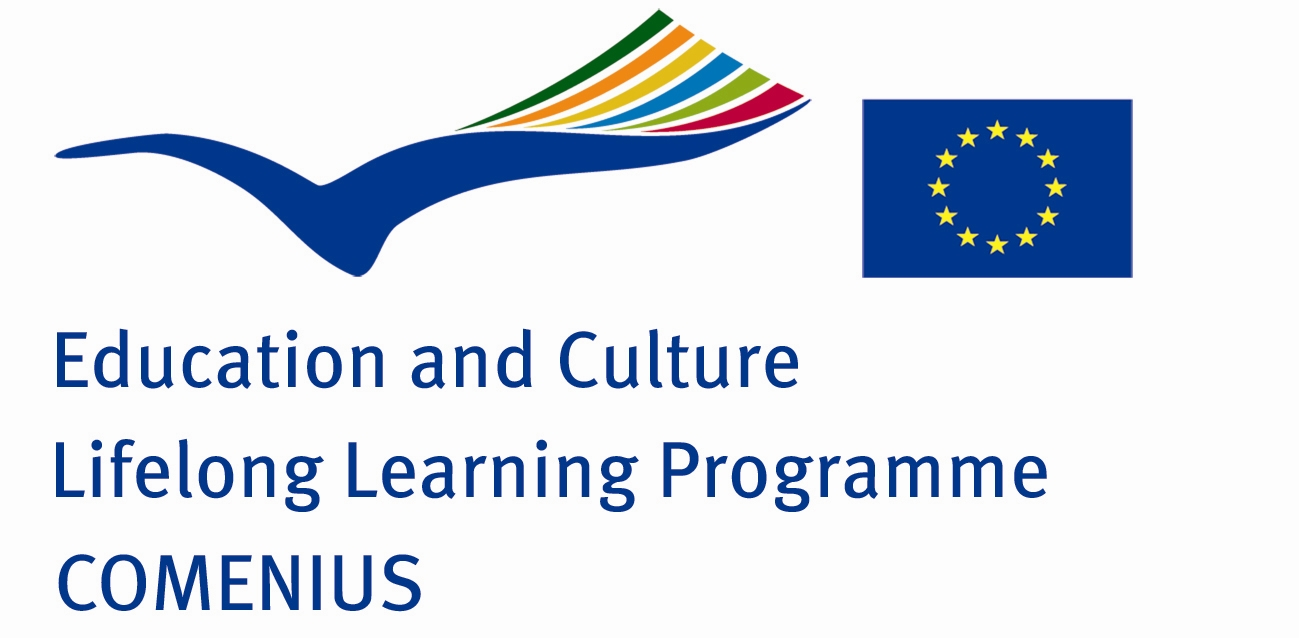 Education and Culture
Lifelong Learning Programme
COMENIUS